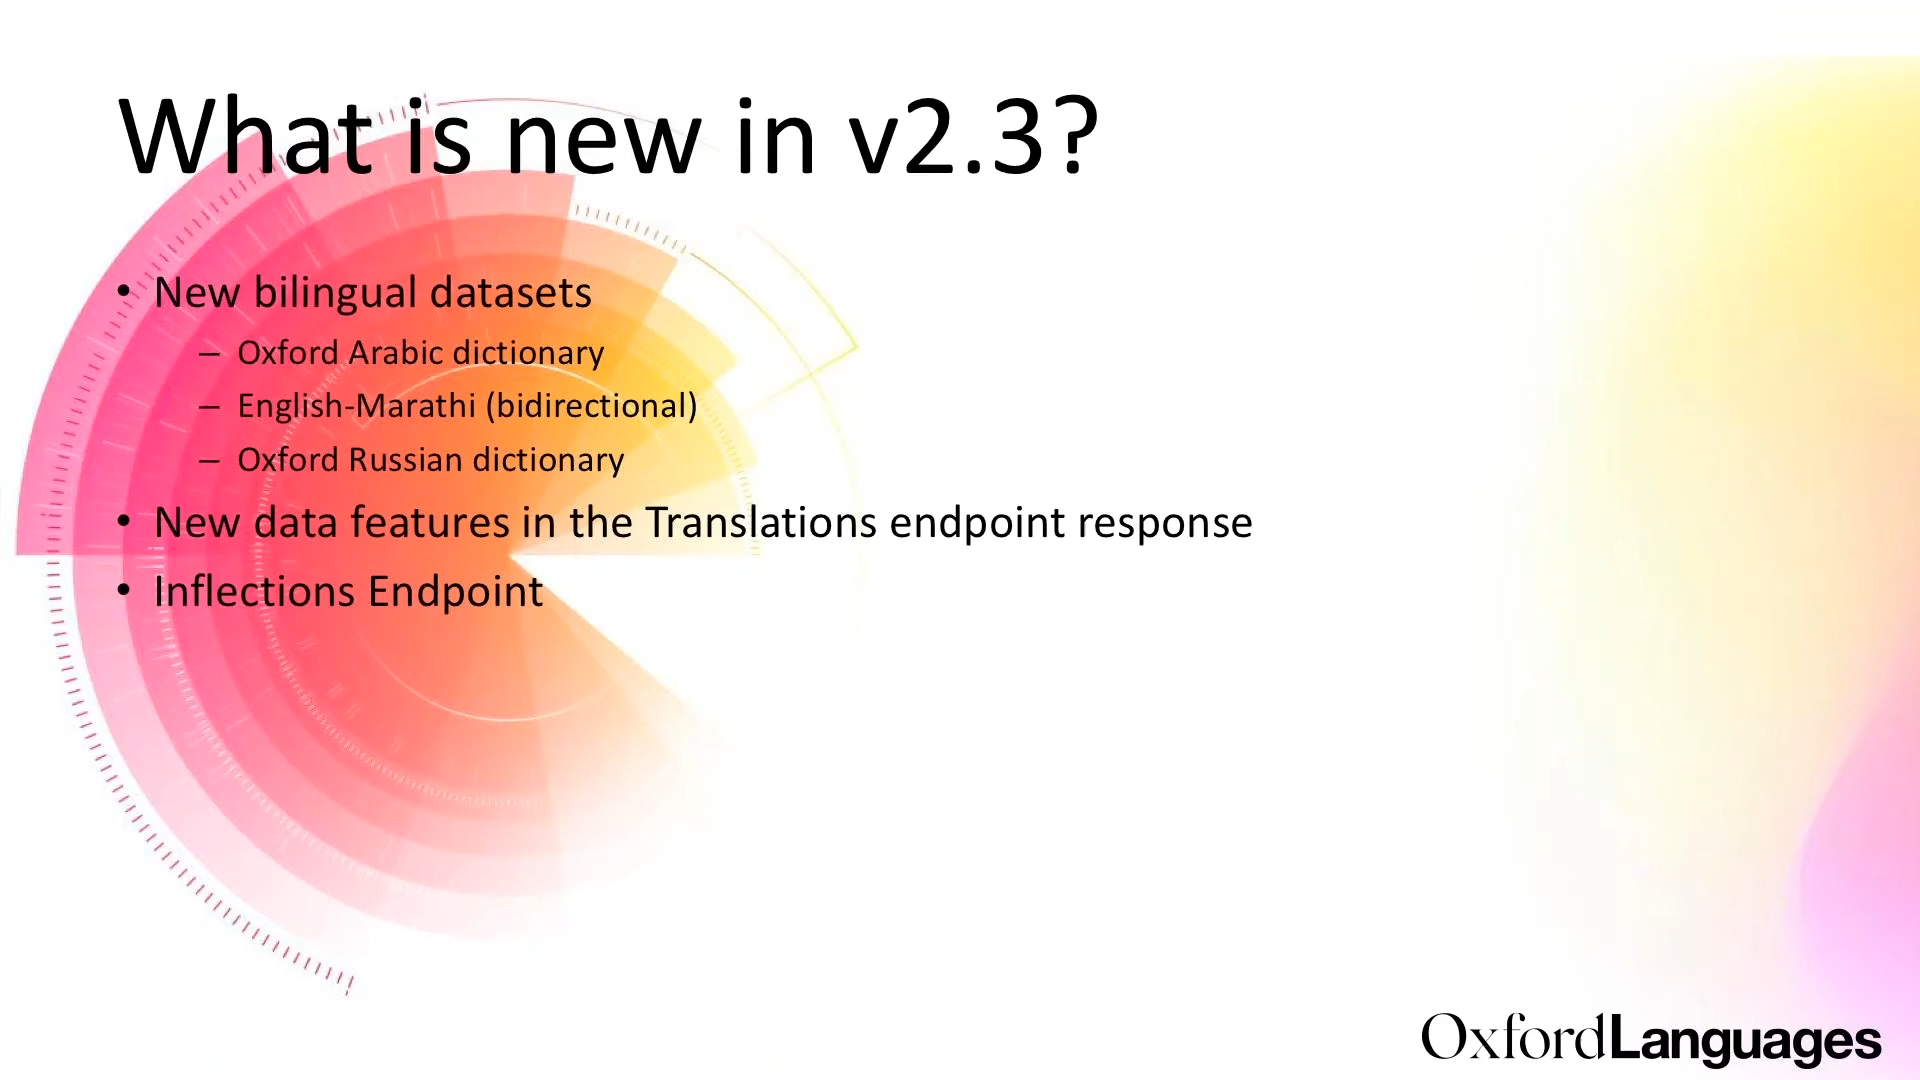 What is new in v2.3?
• New bilingual datasets
– Oxford Arabic dictionary
– English-Marathi (bidirectional)
– Oxford Russian dictionary
• New data features in the Translations endpoint response
• Inflections Endpoint
OxfordLanguages